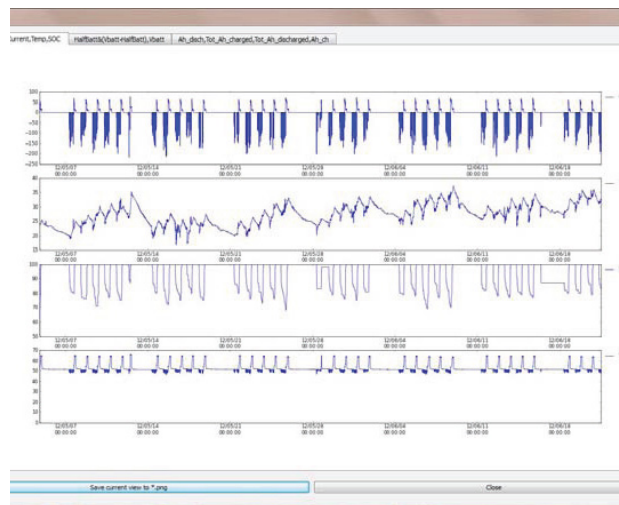 Current,Temp,SOC HalfBatt&(Vbatt-HalfBatt),Vbatt Ah_disch,Tot_Ah_charged,Tot_Ah_discharged,Ah_ch
100
50
0
-50
-100
-150
-200
-250
12/05/07 12/05/14 12/05/21 12/05/28 12/06/04 12/06/11 12/06/18
00:00:00 00:00:00 00:00:00 00:00:00 00:00:00 00:00:00 00:00:00
40
35
30
25
20
15
12/05/07 12/05/14 12/05/21 12/05/28 12/06/04 12/06/11 12/06/18
00:00:00 00:00:00 00:00:00 00:00:00 00:00:00 00:00:00 00:00:00
100
90
80
70
60
50
12/05/07 12/05/14 12/05/21 12/05/28 12/06/04 12/06/11 12/06/18
00:00:00 00:00:00 00:00:00 00:00:00 00:00:00 00:00:00 00:00:00
70
60
50
40
30
20
10
0
12/05/07 12/05/14 12/05/21 12/05/28 12/06/04 12/06/11 12/06/18
00:00:00 00:00:00 00:00:00 00:00:00 00:00:00 00:00:00 00:00:00
Save current view to *.png Close